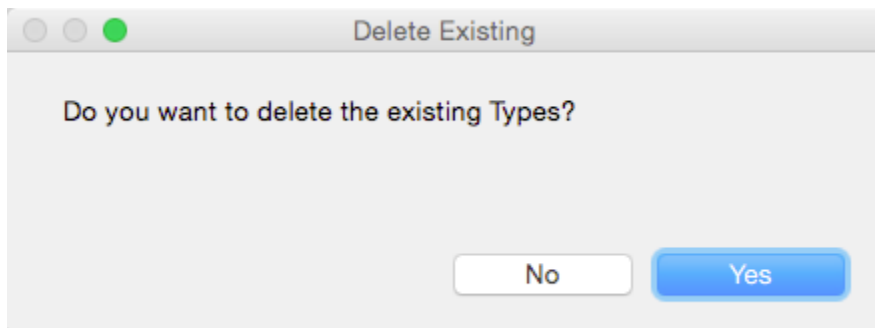 Delete Existing
Do you want to delete the existing Types?
No
Yes